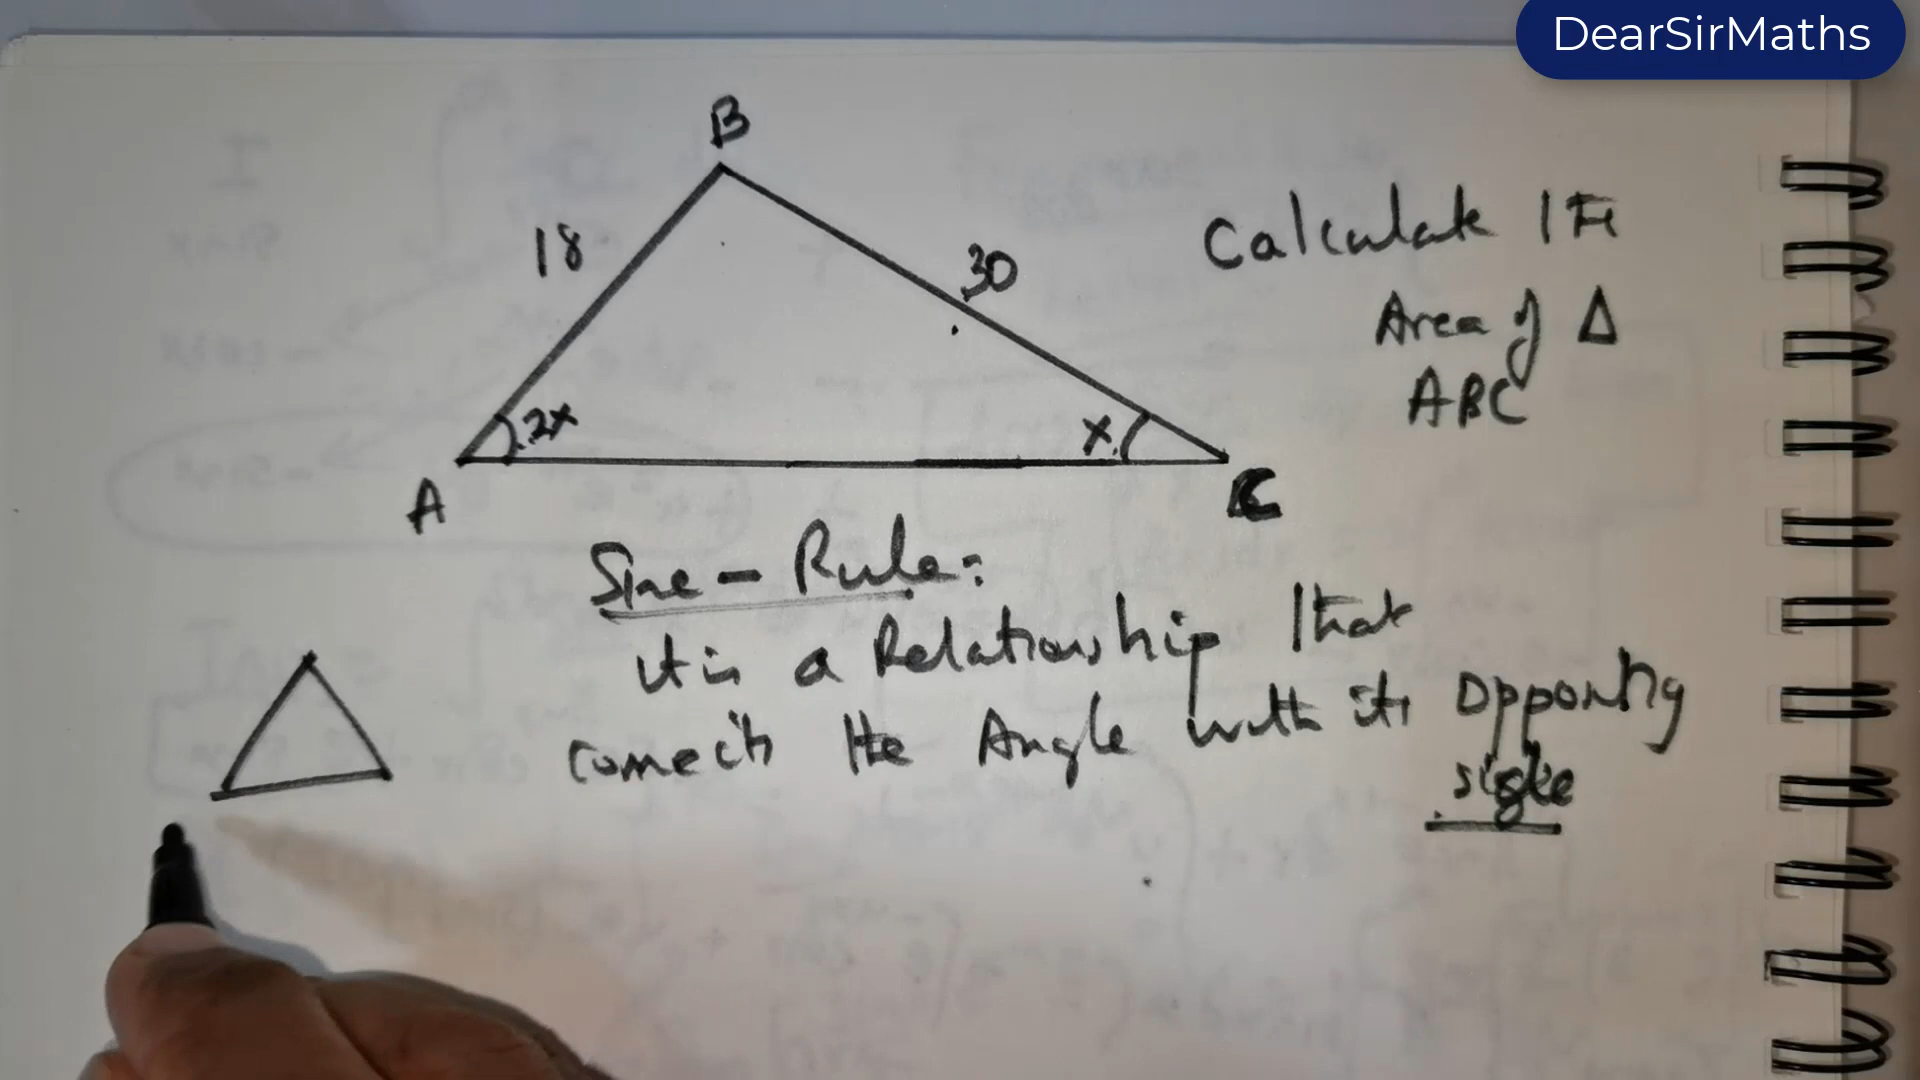 DearSirMaths
B
18
30
2x
x
A
C
Calculate the
Area of Δ
ABC
Sine - Rule:
it is a Relationship that
connects the Angle with its
side